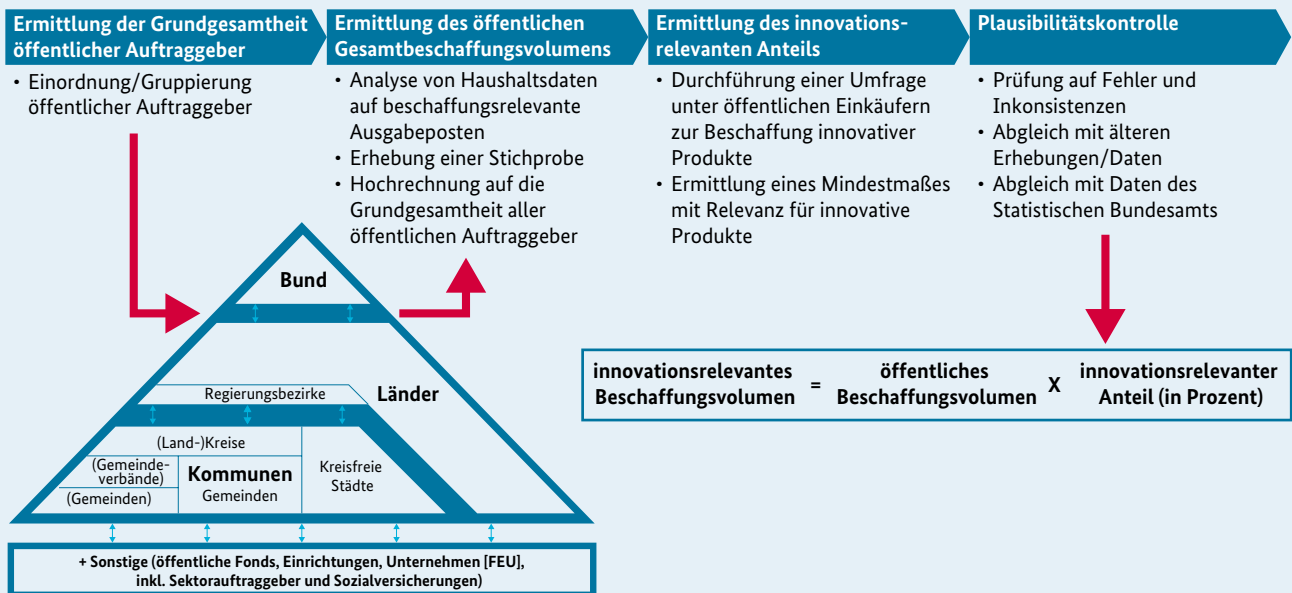 Ermittlung der Grundgesamtheit
öffentlicher Auftraggeber
• Einordnung/Gruppierung
öffentlicher Auftraggeber
Ermittlung des öffentlichen
Gesamtbeschaffungsvolumens
• Analyse von Haushaltsdaten
auf beschaffungsrelevante
Ausgabeposten
• Erhebung einer Stichprobe
• Hochrechnung auf die
Grundgesamtheit aller
öffentlichen Auftraggeber
Ermittlung des innovations-
relevanten Anteils
• Durchführung einer Umfrage
unter öffentlichen Einkäufern
zur Beschaffung innovativer
Produkte
• Ermittlung eines Mindestmaßes
mit Relevanz für innovative
Produkte
Plausibilitätskontrolle
• Prüfung auf Fehler und
Inkonsistenzen
• Abgleich mit älteren
Erhebungen/Daten
• Abgleich mit Daten des
Statistischen Bundesamts
Bund
Länder
Regierungsbezirke
(Land-)Kreise
(Gemeinde-
verbände)
(Gemeinden)
Kommunen
Gemeinden
Kreisfreie
Städte
+ Sonstige (öffentliche Fonds, Einrichtungen, Unternehmen [FEU],
inkl. Sektorauftraggeber und Sozialversicherungen)
innovationsrelevantes
Beschaffungsvolumen
=
öffentliches
Beschaffungsvolumen
X
innovationsrelevanter
Anteil (in Prozent)